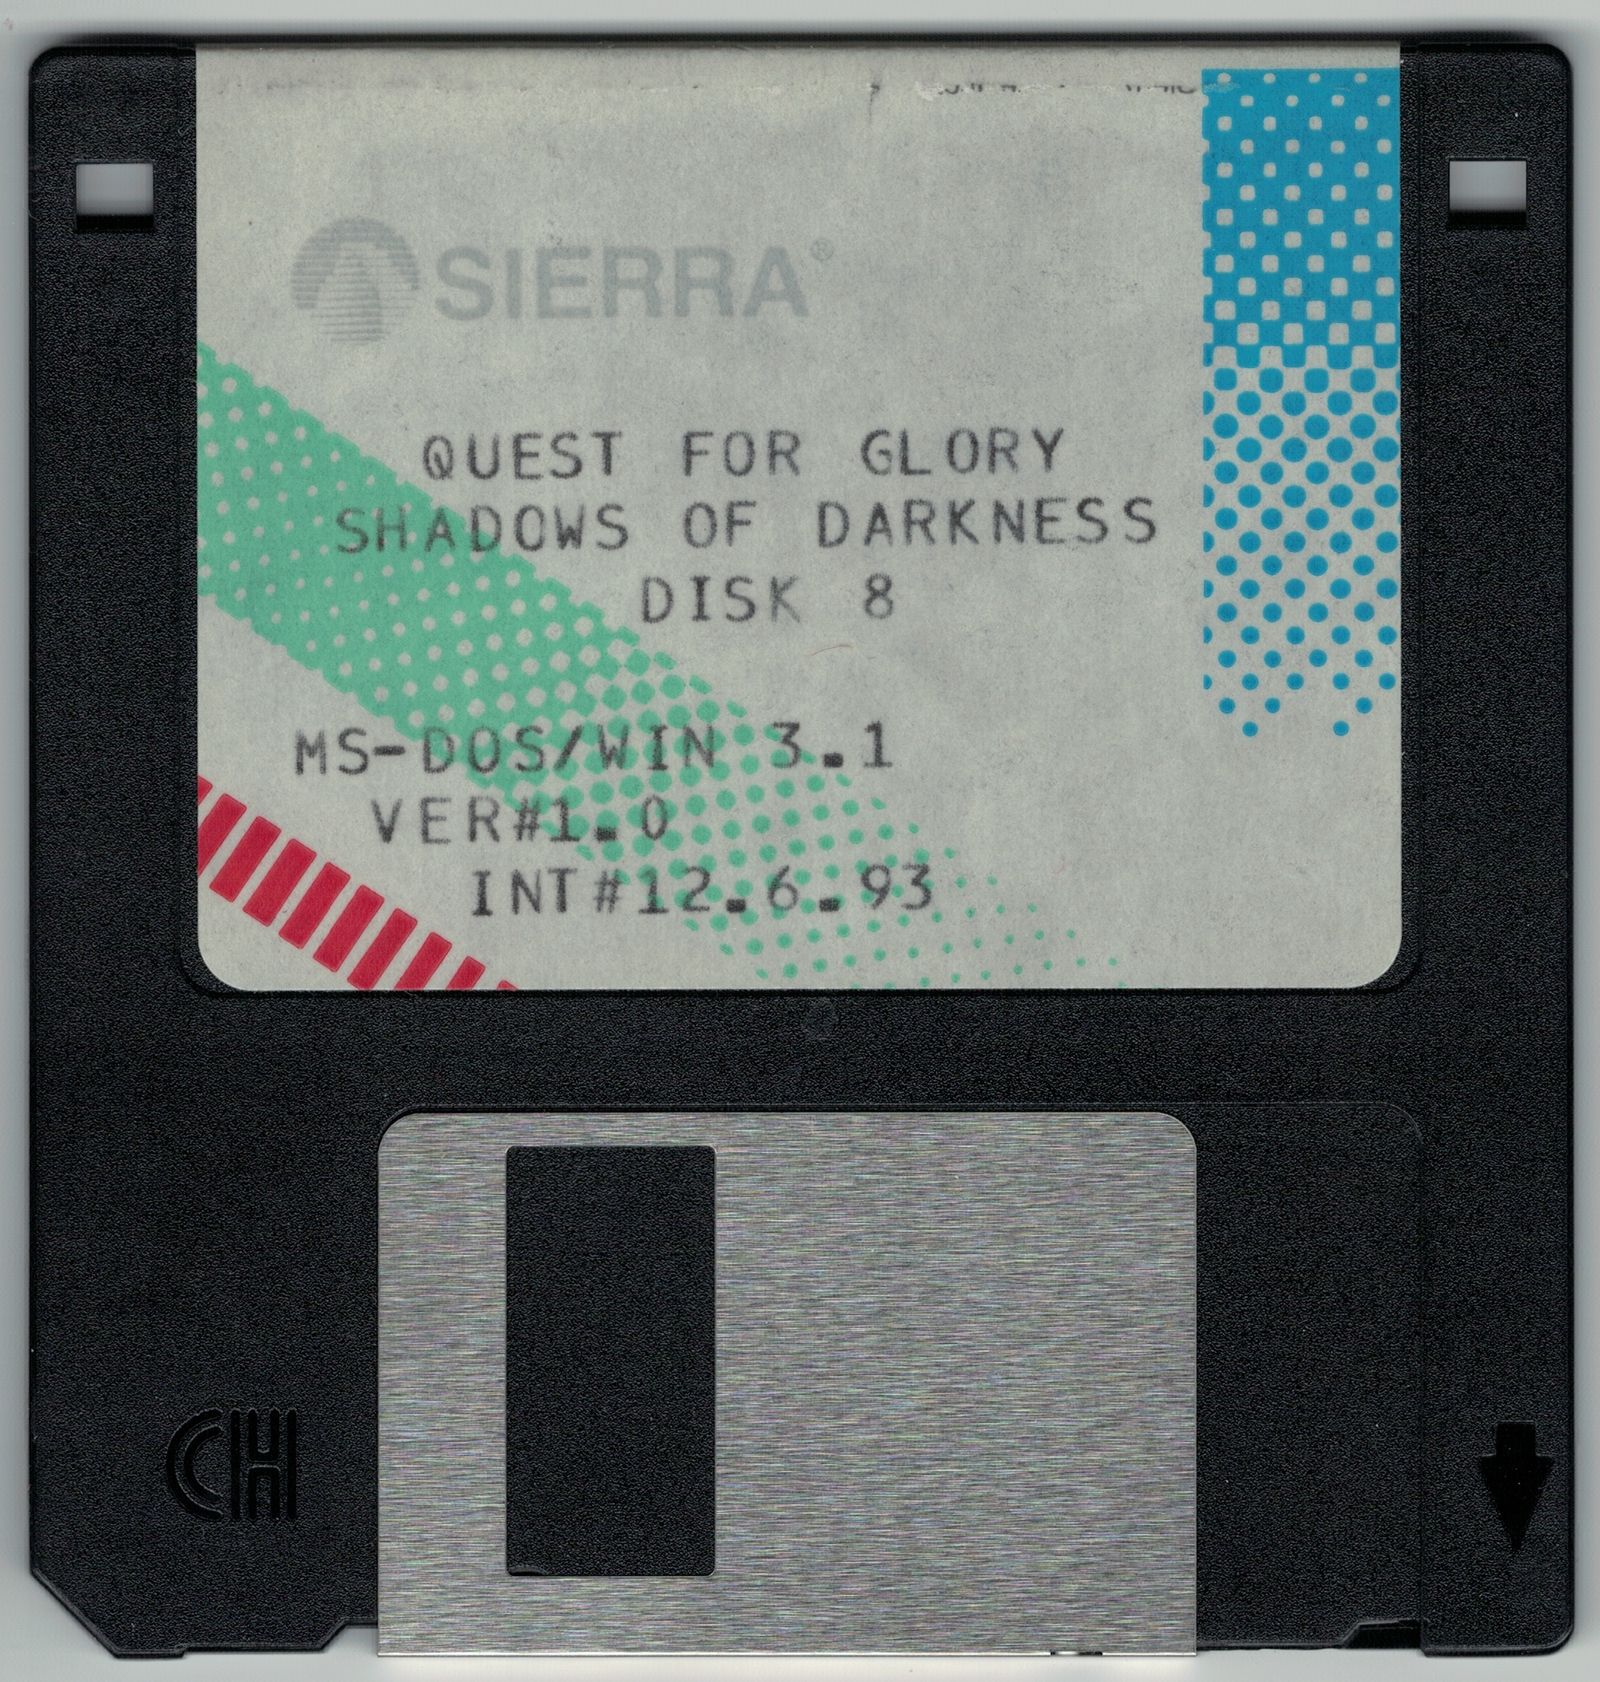 SIERRA®
QUEST FOR GLORY
SHADOWS OF DARKNESS
DISK 8
MS-DOS/WIN 3.1
VER#1.0
INT#12.6.93